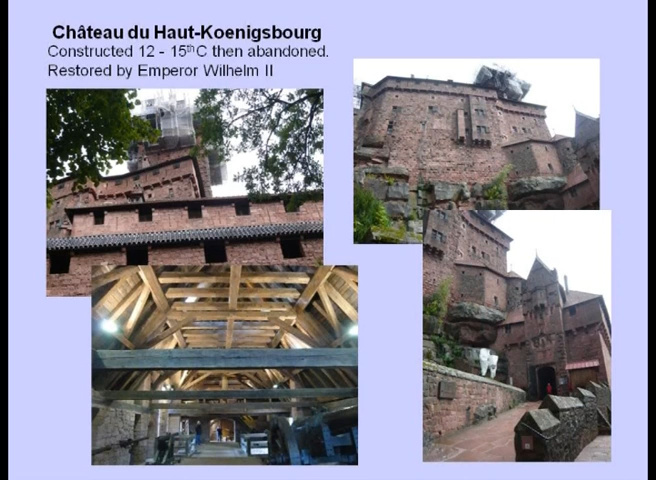 Château du Haut-Koenigsbourg
Constructed 12 - 15thC then abandoned.
Restored by Emperor Wilhelm II